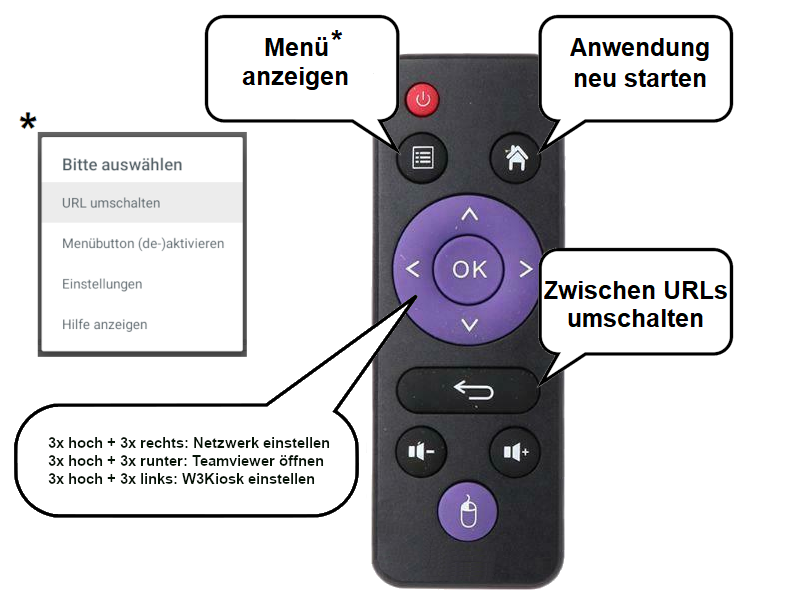 Menü*
anzeigen
Anwendung
neu starten
*
Bitte auswählen
URL umschalten
Menübutton (de-)aktivieren
Einstellungen
Hilfe anzeigen
OK
Zwischen URLs
umschalten
3x hoch + 3x rechts: Netzwerk einstellen
3x hoch + 3x runter: Teamviewer öffnen
3x hoch + 3x links: W3Kiosk einstellen